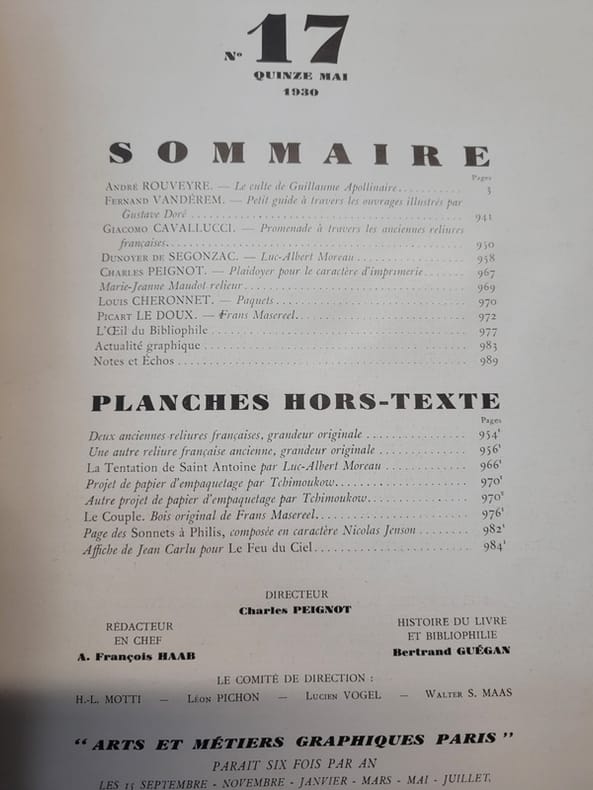 N° 17
QUINZE MAI
1930
SOMMAIRE
Pages
André ROUVEYRE. — Le culte de Guillaume Apollinaire.......... 3
Fernand VANDÉREM. — Petit guide à travers les ouvrages illustrés par
Gustave Doré .......... 941
Giacomo CAVALLUCCI. — Promenade à travers les anciennes reliures
françaises.......... 950
Dunoyer de SEGONZAC. — Luc-Albert Moreau .......... 958
Charles PEIGNOT. — Plaidoyer pour le caractère d'imprimerie.......... 967
Marie-Jeanne Maudot relieur .......... 969
Louis CHERONNET. — Paquets .......... 970
Picart LE DOUX. — Frans Masereel.......... 972
L'Œil du Bibliophile .......... 977
Actualité graphique .......... 983
Notes et Échos .......... 989
PLANCHES HORS-TEXTE
Pages
Deux anciennes reliures françaises, grandeur originale .......... 954¹
Une autre reliure française ancienne, grandeur originale .......... 956¹
La Tentation de Saint Antoine par Luc-Albert Moreau .......... 966¹
Projet de papier d'empaquetage par Tchimoukow.......... 970¹
Autre projet de papier d'empaquetage par Tchimoukow.......... 970²
Le Couple. Bois original de Frans Masereel.......... 976¹
Page des Sonnets à Philis, composée en caractère Nicolas Jenson .......... 982¹
Affiche de Jean Carlu pour Le Feu du Ciel.......... 984¹
DIRECTEUR
Charles PEIGNOT
RÉDACTEUR
EN CHEF
A. François HAAB
HISTOIRE DU LIVRE
ET BIBLIOPHILIE
Bertrand GUÉGAN
LE COMITÉ DE DIRECTION :
H.-L. MOTTI — Léon PICHON — Lucien VOGEL — Walter S. MAAS
“ ARTS ET MÉTIERS GRAPHIQUES PARIS ”
PARAIT SIX FOIS PAR AN
LES 15 SEPTEMBRE - NOVEMBRE - JANVIER - MARS - MAI - JUILLET.